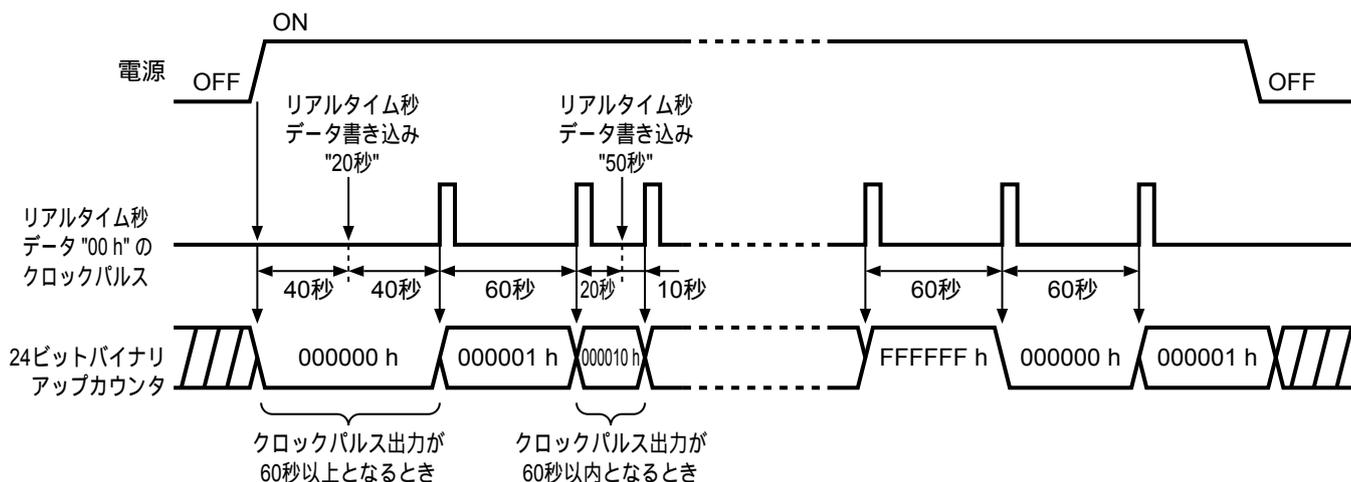 ON
電源
OFF
OFF
リアルタイム秒
データ書き込み
"20秒"
リアルタイム秒
データ書き込み
"50秒"
リアルタイム秒
データ "00 h" の
クロックパルス
40秒
40秒
60秒
20秒
10秒
60秒
60秒
24ビットバイナリ
アップカウンタ
000000 h
000001 h
000010 h
FFFFFF h
000000 h
000001 h
クロックパルス出力が
60秒以上となるとき
クロックパルス出力が
60秒以内となるとき